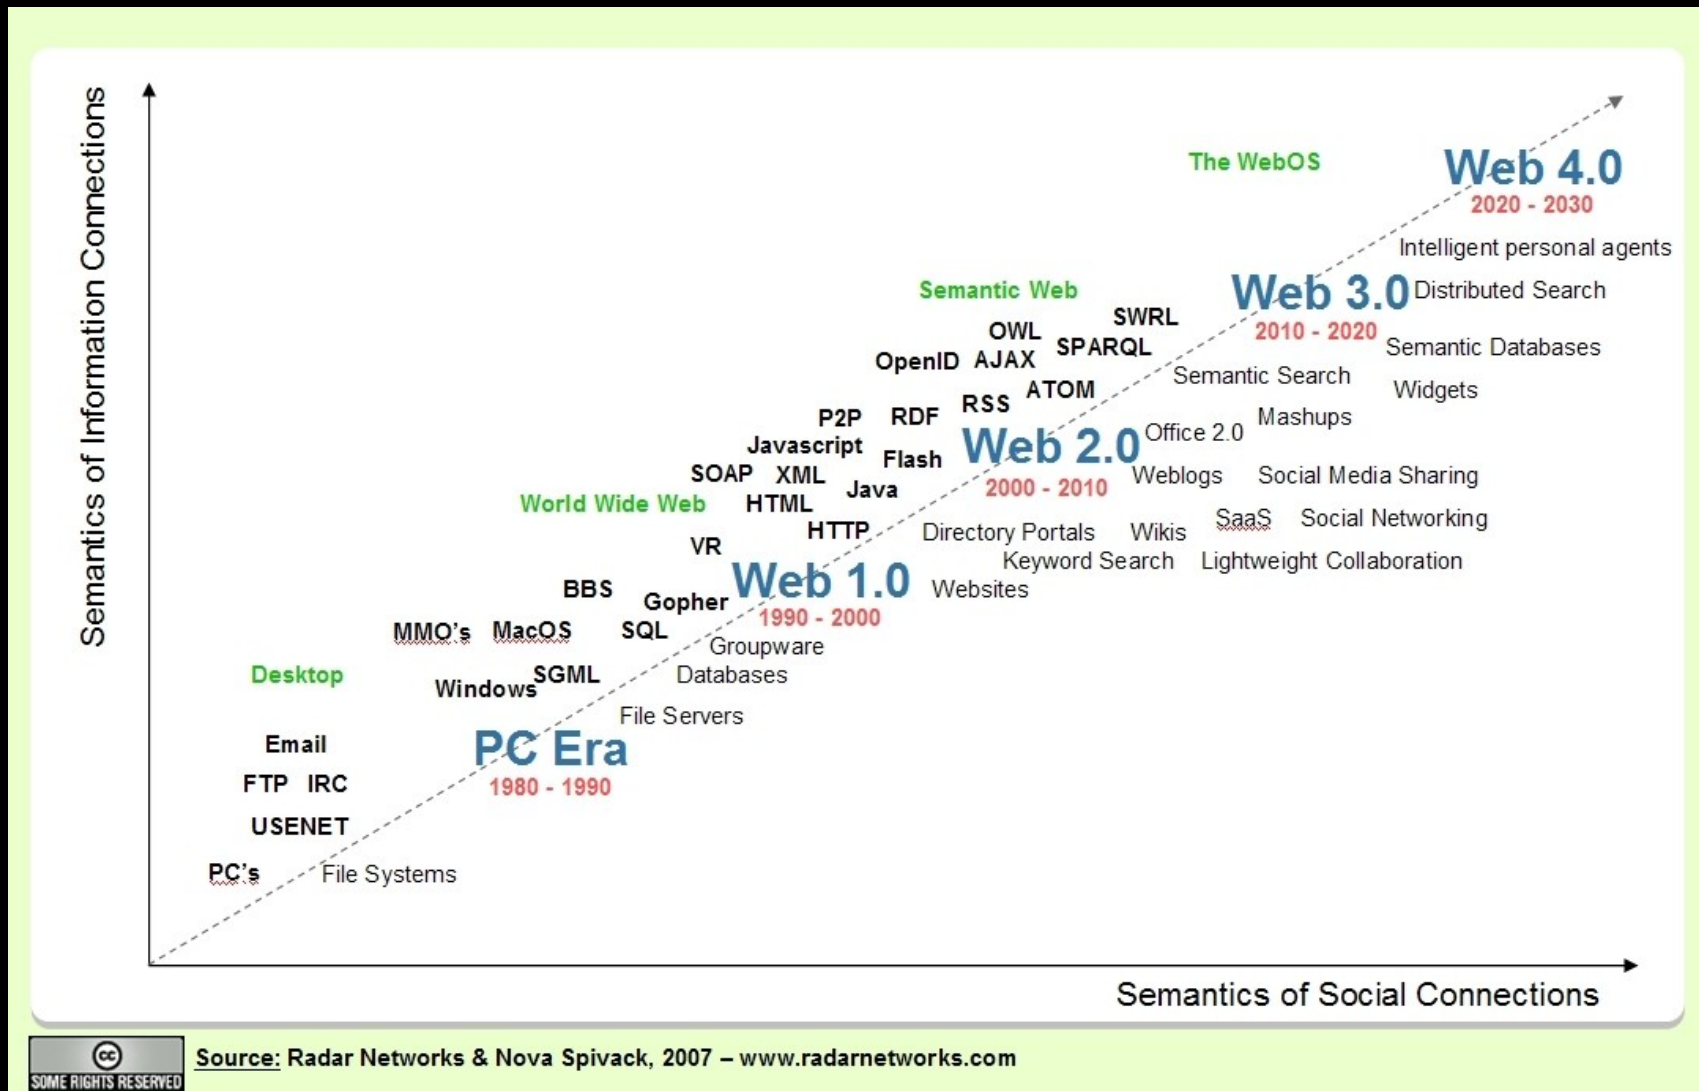 Semantics of Information Connections
The WebOS
Web 4.0
2020 - 2030
Intelligent personal agents
Semantic Web
Web 3.0
Distributed Search
2010 - 2020
SWRL
OWL
SPARQL
Semantic Databases
OpenID
AJAX
Semantic Search
Widgets
ATOM
RSS
P2P
RDF
Mashups
Javascript
Web 2.0
Office 2.0
Flash
SOAP
XML
2000 - 2010
Weblogs
Social Media Sharing
Java
World Wide Web
HTML
HTTP
Directory Portals
Wikis
SaaS
Social Networking
VR
Keyword Search
Lightweight Collaboration
BBS
Gopher
Web 1.0
Websites
1990 - 2000
MMO's
MacOS
SQL
Groupware
Desktop
Windows
SGML
Databases
File Servers
Email
PC Era
FTP
IRC
1980 - 1990
USENET
PC's
File Systems
Semantics of Social Connections
cc
SOME RIGHTS RESERVED
Source: Radar Networks & Nova Spivack, 2007 – www.radarnetworks.com